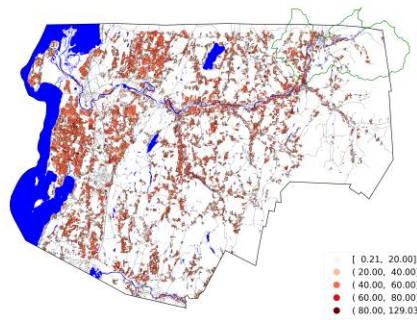 [ 0.21, 20.00]
( 20.00, 40.00]
( 40.00, 60.00]
( 60.00, 80.00]
( 80.00, 129.03